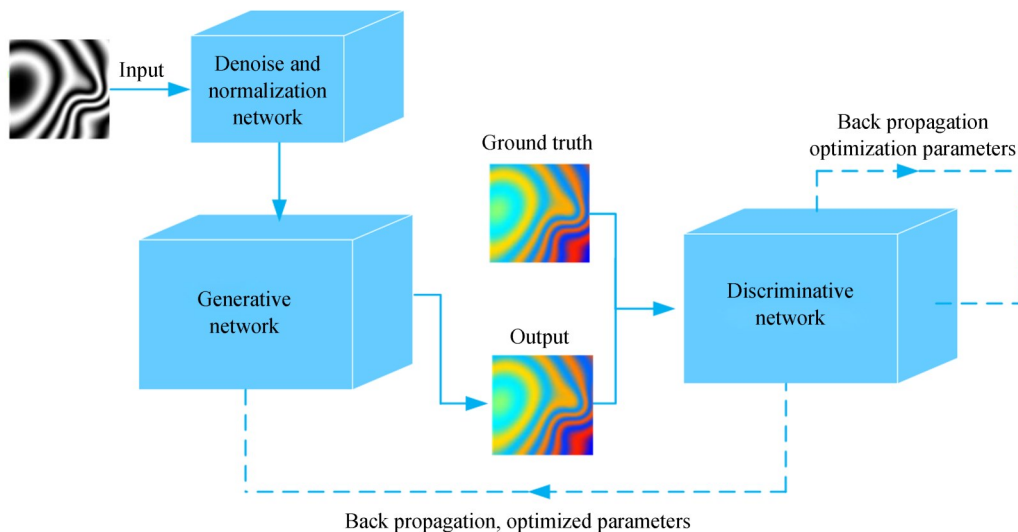 Input
Denoise and
normalization
network
Ground truth
Back propagation
optimization parameters
Generative
network
Discriminative
network
Output
Back propagation, optimized parameters